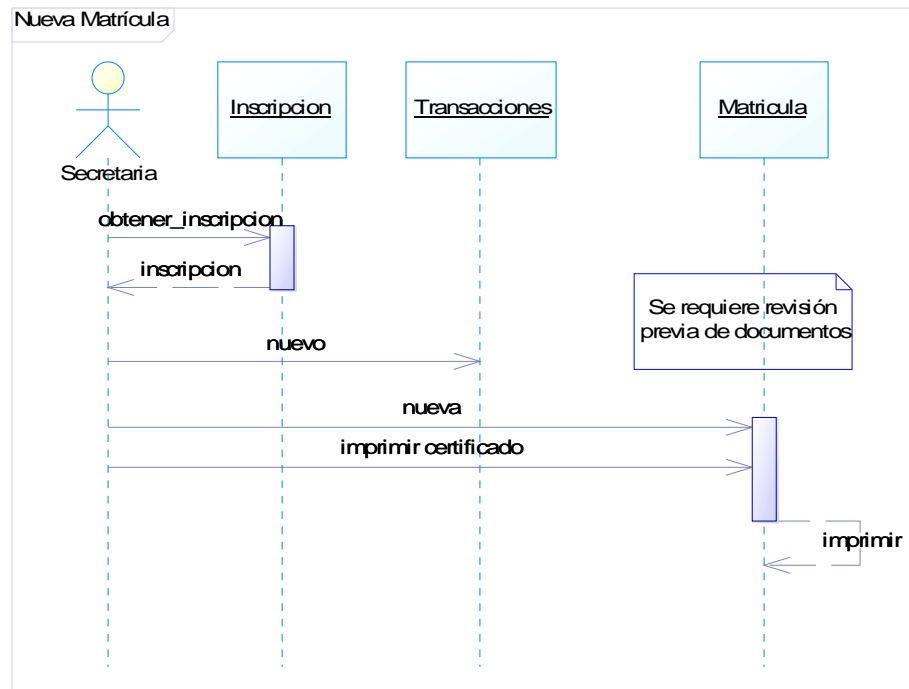 Nueva Matrícula
Inscripcion
Transacciones
Matricula
Secretaria
obtener_inscripcion
inscripcion
Se requiere revisión
previa de documentos
nuevo
nueva
imprimir certificado
imprimir